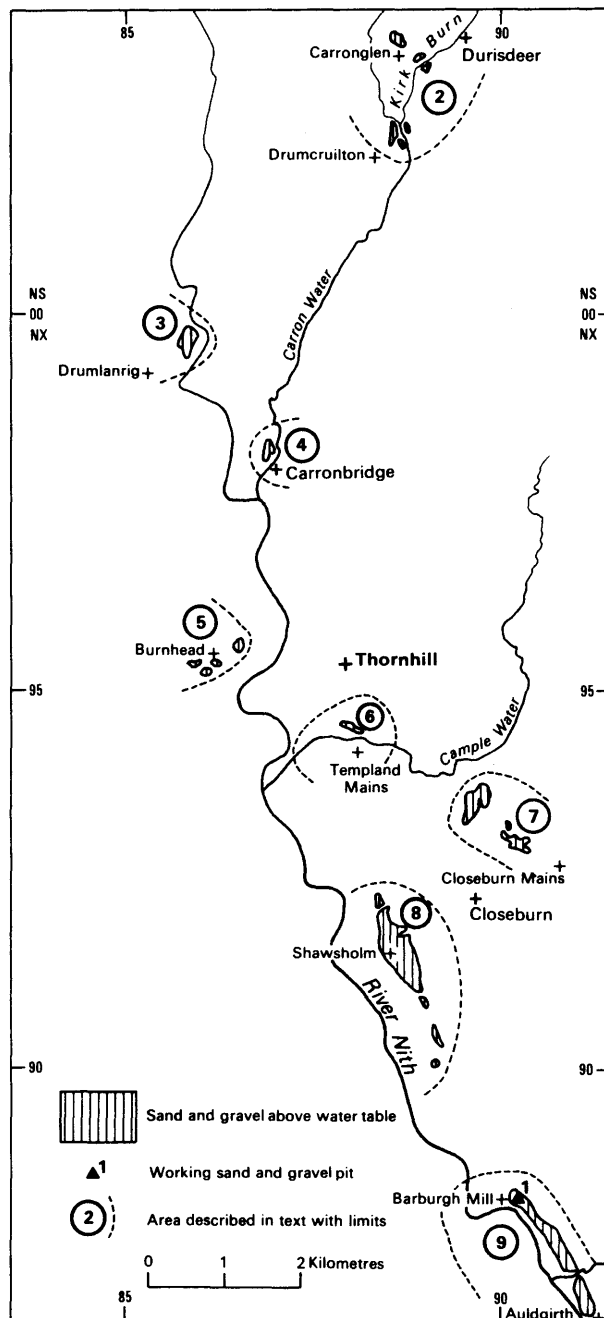 85
90
Carronglen
Kirk Burn
Durisdeer
2
Drumcruilton
Carron Water
NS
00
NX
NS
00
NX
3
Drumlanrig
4
Carronbridge
5
Burnhead
Thornhill
95
95
6
Cample Water
Templand
Mains
7
Closeburn Mains
Closeburn
8
Shawsholm
River Nith
90
90
Sand and gravel above water table
1
Working sand and gravel pit
2
Area described in text with limits
Barburgh Mill
1
9
0 1 2 Kilometres
85
90
Auldgirth